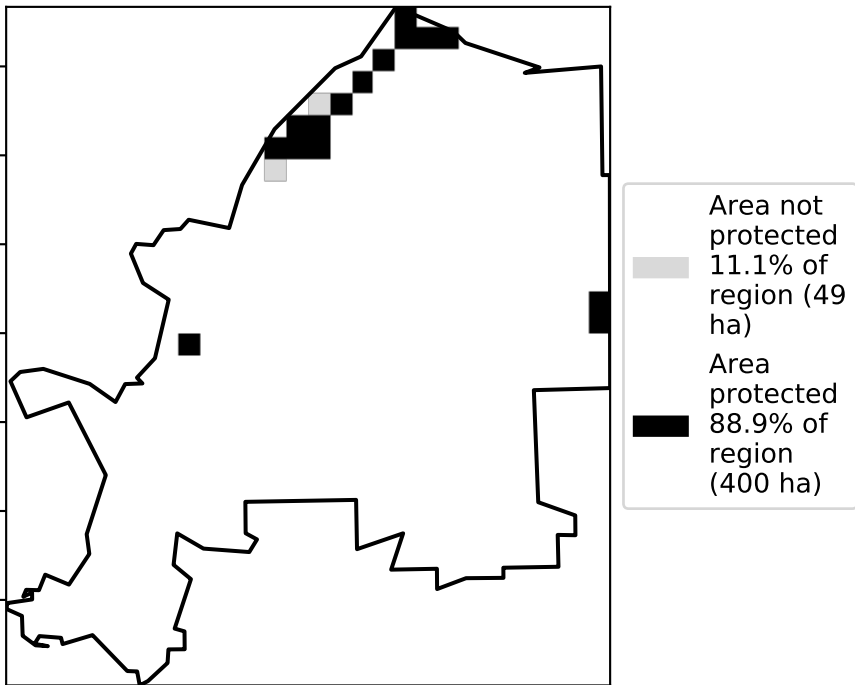 Area not
protected
11.1% of
region (49
ha)
Area
protected
88.9% of
region
(400 ha)